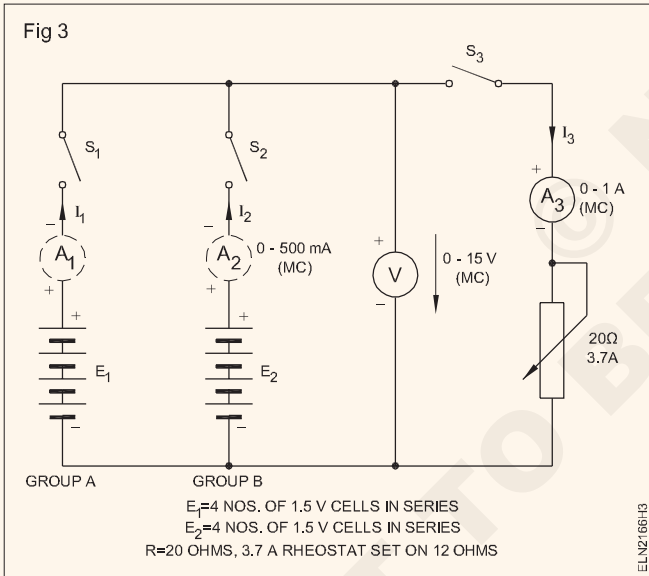 Fig 3
S3
S1
S2
I3
+
A3
0 - 1 A
(MC)
-
-
I1
A1
+
-
I2
A2
+
0 - 500 mA
(MC)
+
V
-
0 - 15 V
(MC)
20Ω
3.7A
+
E1
-
+
E2
-
GROUP A
GROUP B
E1=4 NOS. OF 1.5 V CELLS IN SERIES
E2=4 NOS. OF 1.5 V CELLS IN SERIES
R=20 OHMS, 3.7 A RHEOSTAT SET ON 12 OHMS
ELN2166H3
© N
T TO BE